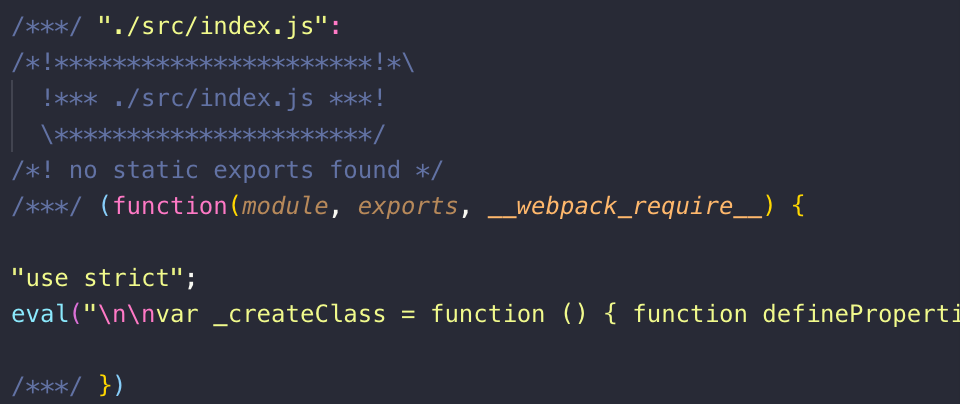 /***/ "./src/index.js":
/*!**********************!*\
  !*** ./src/index.js ***!
  \**********************/
/*! no static exports found */
/***/ (function(module, exports, __webpack_require__) {
"use strict";
eval("\n\nvar _createClass = function () { function defineProperti
/***/ })